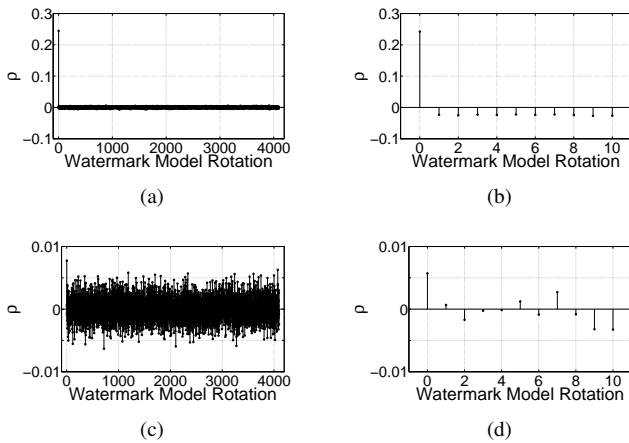 0.3
0.2
0.1
0
−0.1
ρ
0 1000 2000 3000 4000
Watermark Model Rotation
(a)
0.3
0.2
0.1
0
−0.1
ρ
0 2 4 6 8 10
Watermark Model Rotation
(b)
0.01
0
−0.01
ρ
0 1000 2000 3000 4000
Watermark Model Rotation
(c)
0.01
0
−0.01
ρ
0 2 4 6 8 10
Watermark Model Rotation
(d)